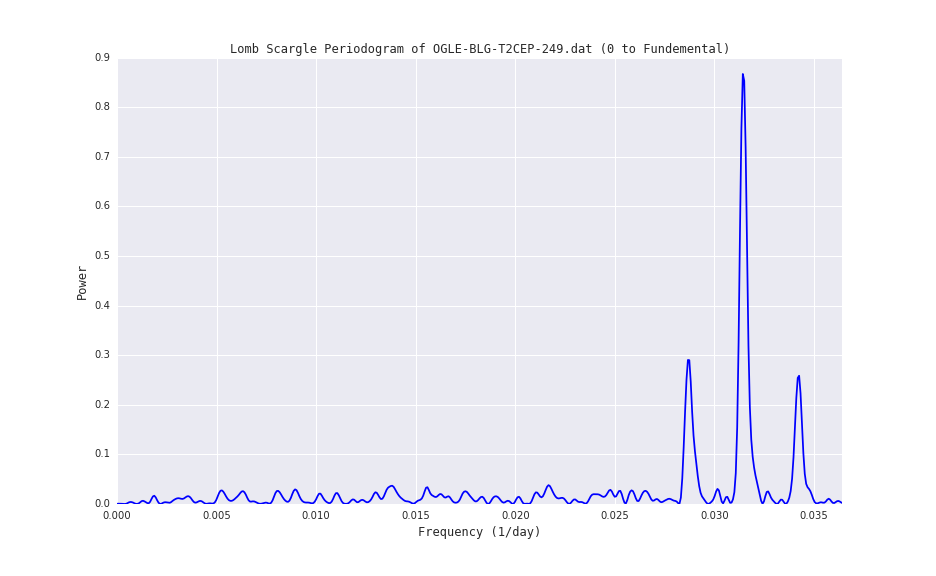 Lomb Scargle Periodogram of OGLE-BLG-T2CEP-249.dat (0 to Fundemental)
0.9
0.8
0.7
0.6
0.5
0.4
0.3
0.2
0.1
0.0
Power
0.000 0.005 0.010 0.015 0.020 0.025 0.030 0.035
Frequency (1/day)